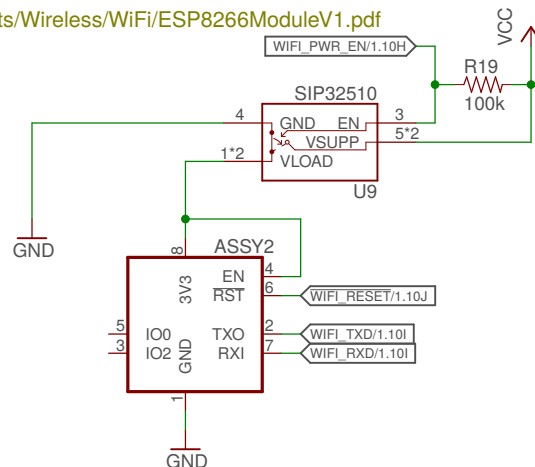 ts/Wireless/WiFi/ESP8266ModuleV1.pdf
WIFI_PWR_EN/1.10H
VCC
R19
100k
SIP32510
4
GND
EN
3
VSUPP
5*2
1*2
VLOAD
U9
GND
8
ASSY2
3V3
EN
4
RST
6
WIFI_RESET/1.10J
5
IO0
TXO
2
WIFI_TXD/1.10I
3
IO2
GND
RXI
7
WIFI_RXD/1.10I
1
GND